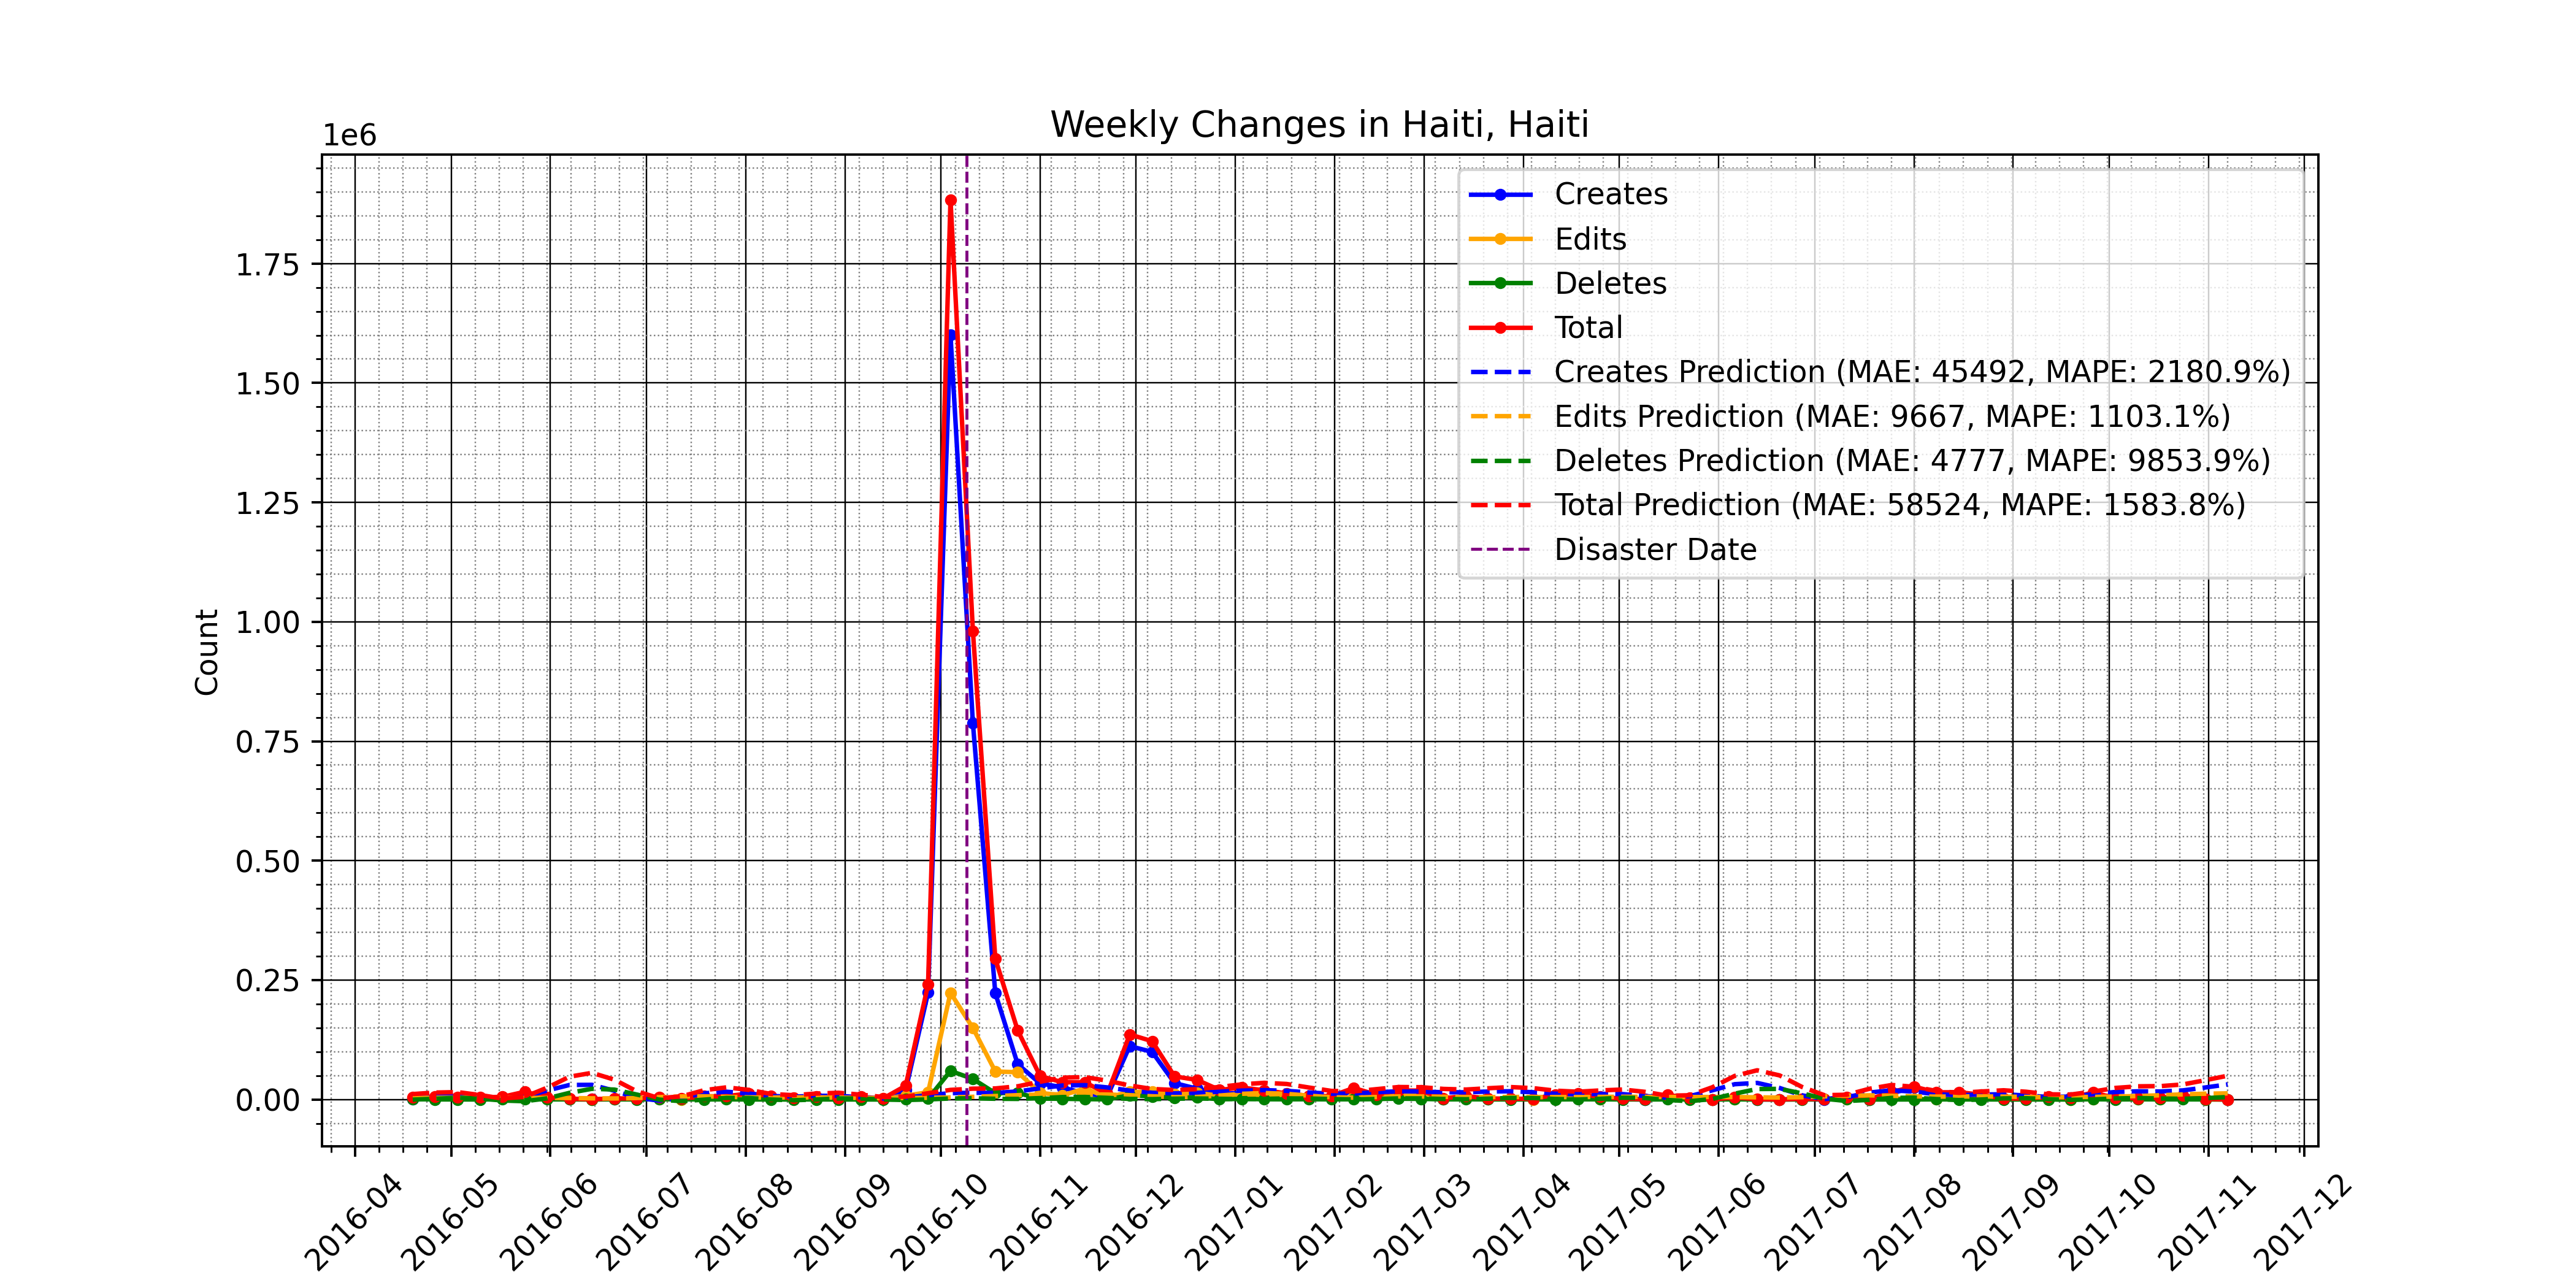 Weekly Changes in Haiti, Haiti
1e6
1.75
1.50
1.25
1.00
0.75
0.50
0.25
0.00
Count
Creates
Edits
Deletes
Total
Creates Prediction (MAE: 45492, MAPE: 2180.9%)
Edits Prediction (MAE: 9667, MAPE: 1103.1%)
Deletes Prediction (MAE: 4777, MAPE: 9853.9%)
Total Prediction (MAE: 58524, MAPE: 1583.8%)
Disaster Date
2016-04
2016-05
2016-06
2016-07
2016-08
2016-09
2016-10
2016-11
2016-12
2017-01
2017-02
2017-03
2017-04
2017-05
2017-06
2017-07
2017-08
2017-09
2017-10
2017-11
2017-12